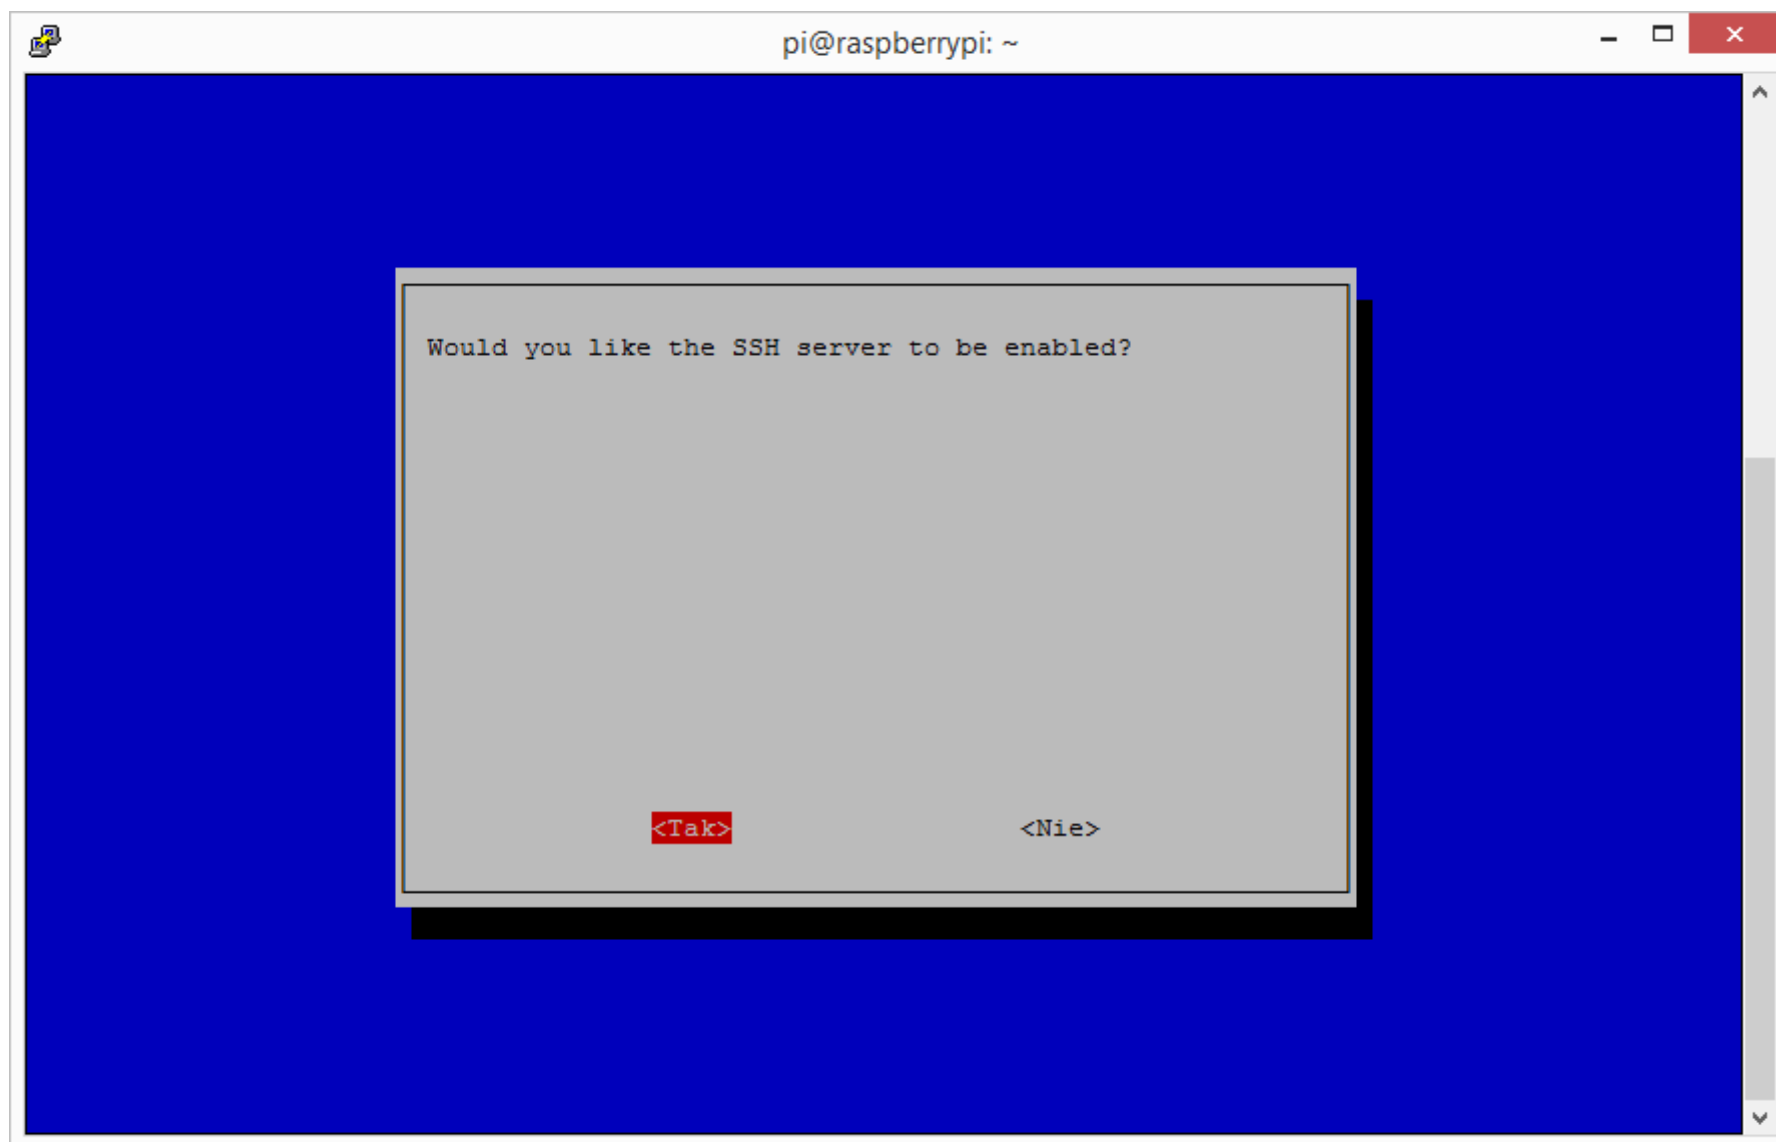 pi@raspberrypi: ~
Would you like the SSH server to be enabled?
<Tak> <Nie>